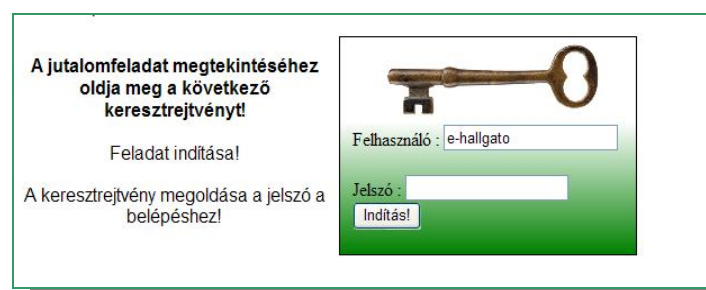 A jutalomfeladat megtekintéséhez
oldja meg a következő
keresztrejtvényt!
Feladat indítása!
A keresztrejtvény megoldása a jelszó a
belépéshez!
Felhasználó : e-hallgato
Jelszó :
Indítás!